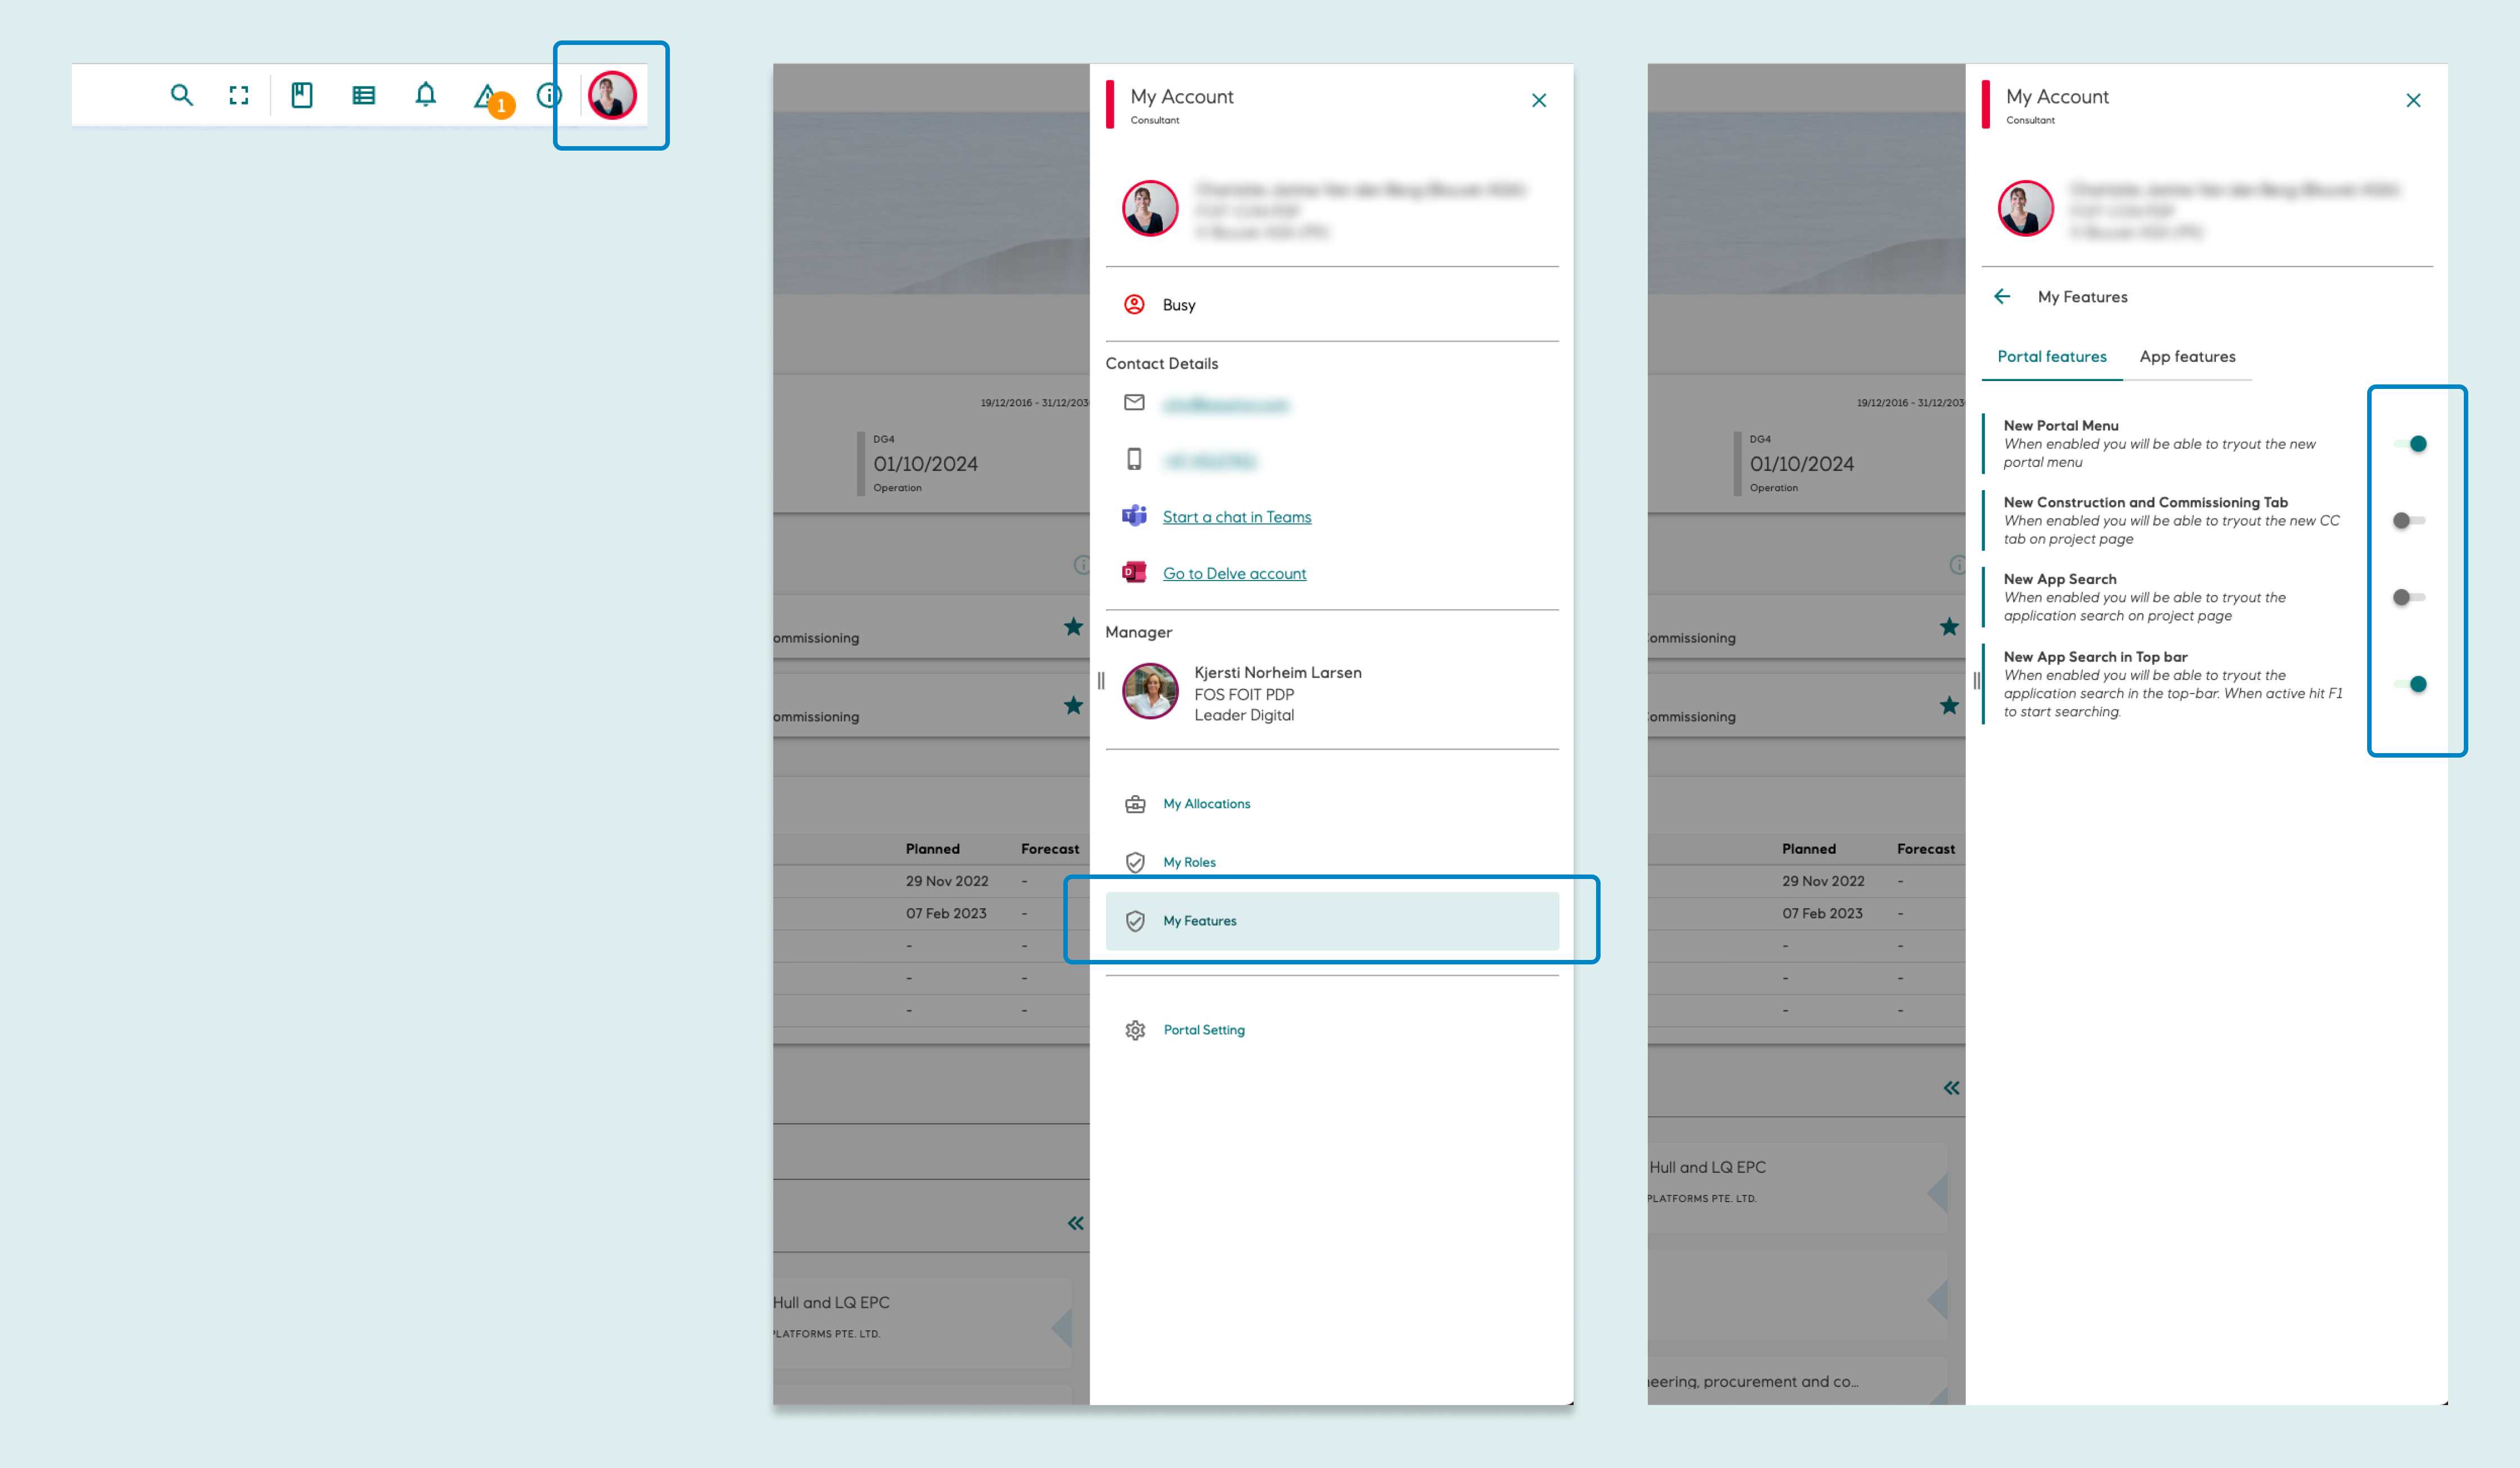 1
My Account
Consultant
Busy
Contact Details
Start a chat in Teams
Go to Delve account
Manager
Kjersti Norheim Larsen
FOS FOIT PDP
Leader Digital
My Allocations
My Roles
My Features
Portal Setting
19/12/2016 - 31/12/203
DG4
01/10/2024
Operation
ommissioning
ommissioning
Planned Forecast
29 Nov 2022 -
07 Feb 2023 -
- -
- -
- -
Hull and LQ EPC
PLATFORMS PTE. LTD.
My Account
Consultant
My Features
Portal features App features
New Portal Menu
When enabled you will be able to tryout the new
portal menu
New Construction and Commissioning Tab
When enabled you will be able to tryout the new CC
tab on project page
New App Search
When enabled you will be able to tryout the
application search on project page
New App Search in Top bar
When enabled you will be able to tryout the
application search in the top-bar. When active hit F1
to start searching.
19/12/2016 - 31/12/203
DG4
01/10/2024
Operation
ommissioning
ommissioning
Planned Forecast
29 Nov 2022 -
07 Feb 2023 -
- -
- -
- -
Hull and LQ EPC
PLATFORMS PTE. LTD.
neering, procurement and co...